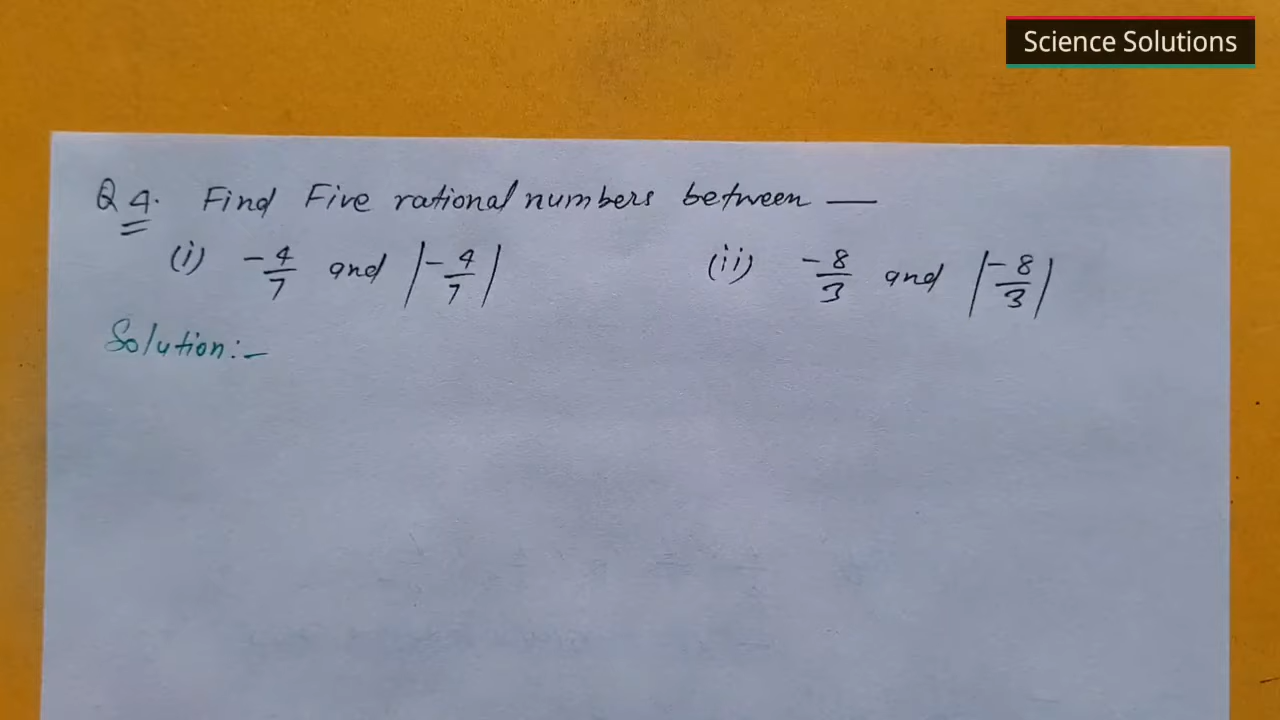 Science Solutions
Q 4. Find Five rational numbers between —
(i) -4/7 and |-4/7| (ii) -8/3 and |-8/3|
Solution:-